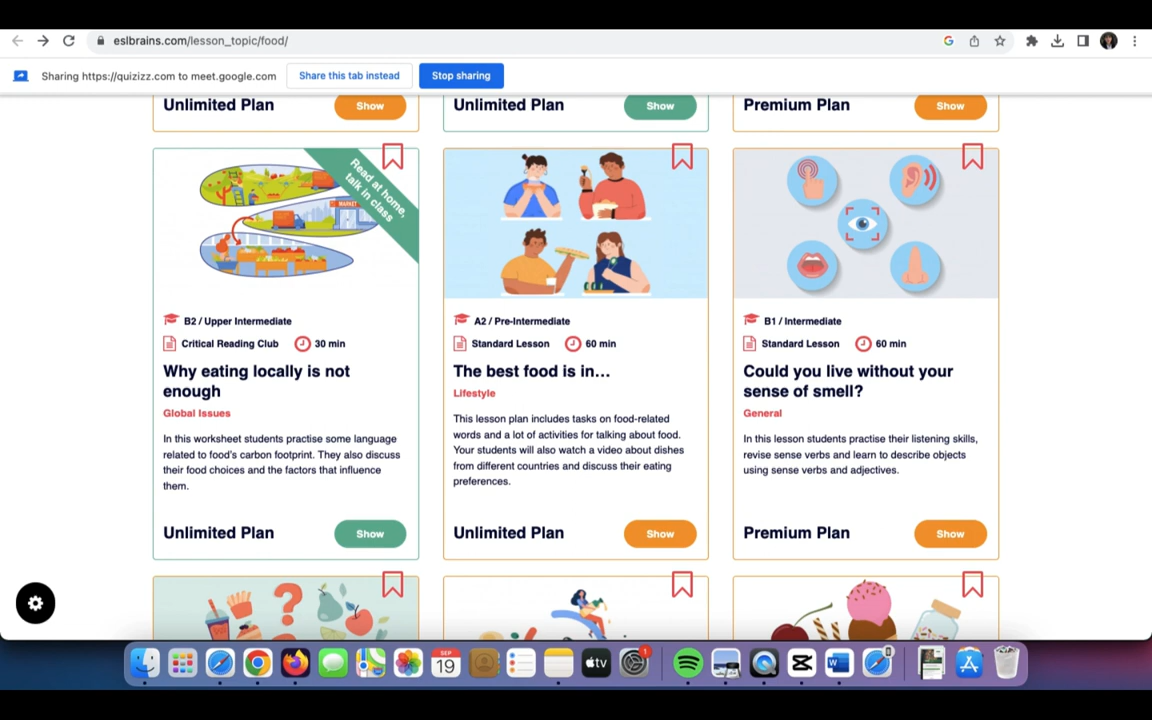 eslbrains.com/lesson_topic/food/
Sharing https://quizizz.com to meet.google.com
Share this tab instead
Stop sharing
Unlimited Plan
Show
Unlimited Plan
Show
Premium Plan
Show
Read at home,
talk in class
MARKET
B2 / Upper Intermediate
Critical Reading Club
30 min
Why eating locally is not
enough
Global Issues
In this worksheet students practise some language
related to food's carbon footprint. They also discuss
their food choices and the factors that influence
them.
Unlimited Plan
Show
A2 / Pre-Intermediate
Standard Lesson
60 min
The best food is in...
Lifestyle
This lesson plan includes tasks on food-related
words and a lot of activities for talking about food.
Your students will also watch a video about dishes
from different countries and discuss their eating
preferences.
Unlimited Plan
Show
B1 / Intermediate
Standard Lesson
60 min
Could you live without your
sense of smell?
General
In this lesson students practise their listening skills,
revise sense verbs and learn to describe objects
using sense verbs and adjectives.
Premium Plan
Show
SEP
19
tv
1
W